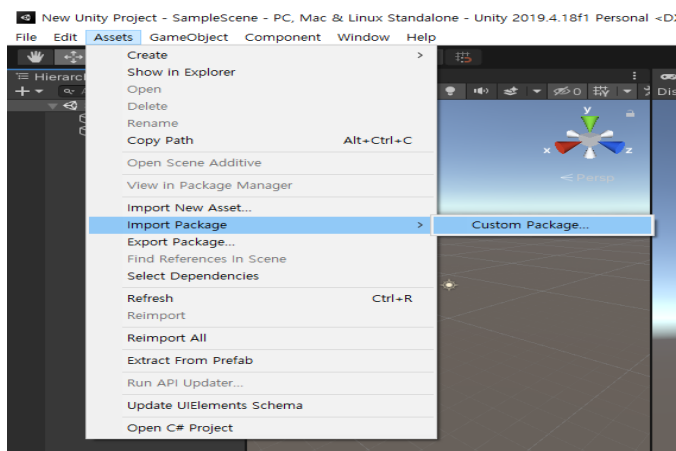 New Unity Project - SampleScene - PC, Mac & Linux Standalone - Unity 2019.4.18f1 Personal <D
File Edit Assets GameObject Component Window Help
Create >
Hierarc
Show in Explorer
Open
0
Dis
Delete
Rename
Copy Path Alt+Ctrl+C
y
x
z
Open Scene Additive
Persp
View in Package Manager
Import New Asset...
Import Package > Custom Package...
Export Package...
Find References In Scene
Select Dependencies
Refresh Ctrl+R
Reimport
Reimport All
Extract From Prefab
Run API Updater...
Update UIElements Schema
Open C# Project